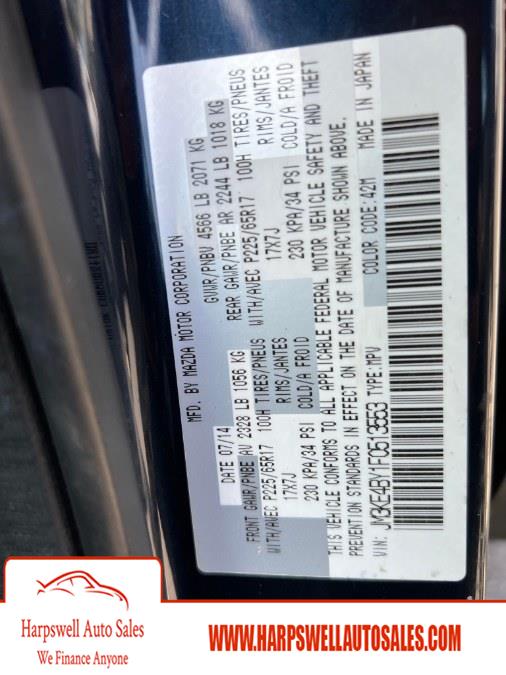 MFD. BY MAZDA MOTOR CORPORATION
DATE 07/14 GVWR/PNBV 4566 LB 2071 KG
FRONT GAWR/PNBE AV 2328 LB 1056 KG REAR GAWR/PNBE AR 2244 LB 1018 KG
WITH/AVEC P225/65R17 100H TIRES/PNEUS WITH/AVEC P225/65R17 100H TIRES/PNEUS
17X7J RIMS/JANTES 17X7J RIMS/JANTES
230 KPA/34 PSI COLD/A FROID 230 KPA/34 PSI COLD/A FROID
THIS VEHICLE CONFORMS TO ALL APPLICABLE FEDERAL MOTOR VEHICLE SAFETY AND THEFT
PREVENTION STANDARDS IN EFFECT ON THE DATE OF MANUFACTURE SHOWN ABOVE.
VIN: JM3KE4BY1F0513553 TYPE:MPV COLOR CODE:42M MADE IN JAPAN
Harpswell Auto Sales
We Finance Anyone
WWW.HARPSWELLAUTOSALES.COM